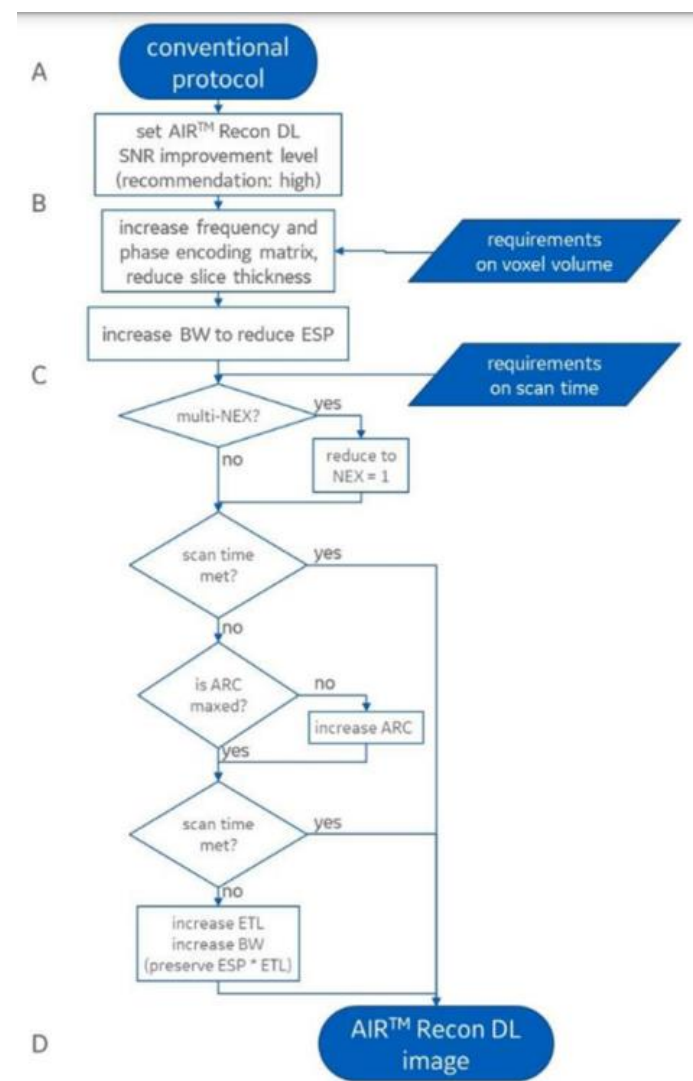 A
conventional
protocol
set AIR™ Recon DL
SNR improvement level
(recommendation: high)
B
increase frequency and
phase encoding matrix,
reduce slice thickness
requirements
on voxel volume
increase BW to reduce ESP
C
requirements
on scan time
multi-NEX?
yes
no
reduce to
NEX = 1
scan time
met?
yes
no
is ARC
maxed?
no
increase ARC
yes
scan time
met?
yes
no
increase ETL
increase BW
(preserve ESP * ETL)
D
AIR™ Recon DL
image